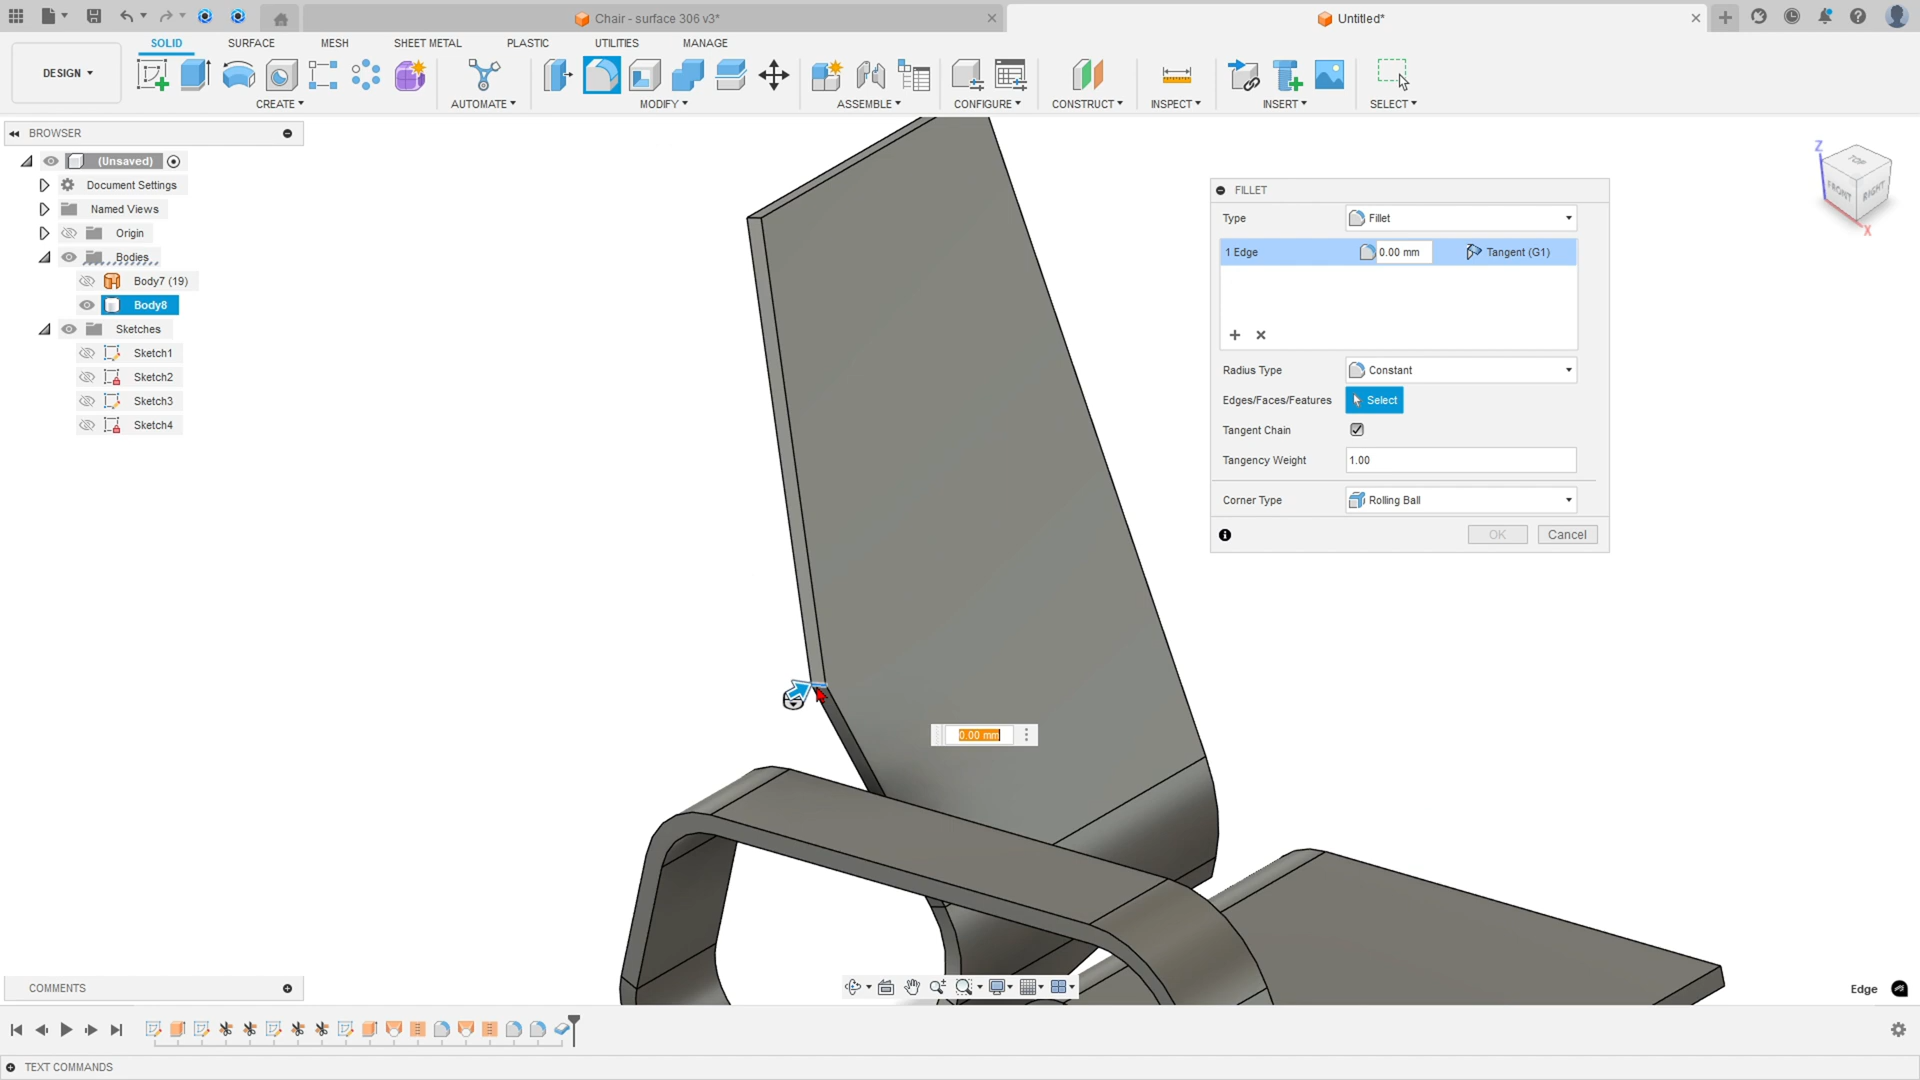 Chair - surface 306 v3*
Untitled*
SOLID SURFACE MESH SHEET METAL PLASTIC UTILITIES MANAGE
DESIGN
CREATE AUTOMATE MODIFY ASSEMBLE CONFIGURE CONSTRUCT INSPECT INSERT SELECT
BROWSER
(Unsaved)
Document Settings
Named Views
Origin
Bodies
Body7 (19)
Body8
Sketches
Sketch1
Sketch2
Sketch3
Sketch4
Z
TOP
FRONT
RIGHT
X
FILLET
Type Fillet
1 Edge 0.00 mm Tangent (G1)
Radius Type Constant
Edges/Faces/Features Select
Tangent Chain
Tangency Weight 1.00
Corner Type Rolling Ball
OK Cancel
0.00 mm
COMMENTS
Edge
TEXT COMMANDS